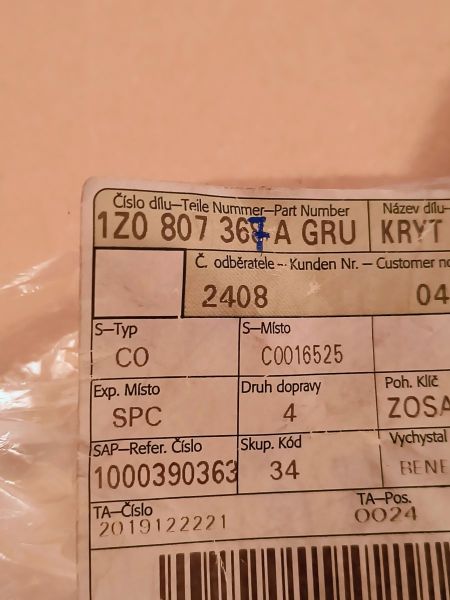 Číslo dílu–Teile Nummer–Part Number Název dílu–
1Z0 807 367 A GRU KRYT
Č. odběratele – Kunden Nr. – Customer no
2408 04
S–Typ S–Místo
CO C0016525
Exp. Místo Druh dopravy Poh. Klíč
SPC 4 ZOSA
SAP–Refer. Číslo Skup. Kód Vychystal
1000390363 34 BENE
TA–Číslo TA–Pos.
2019122221 0024